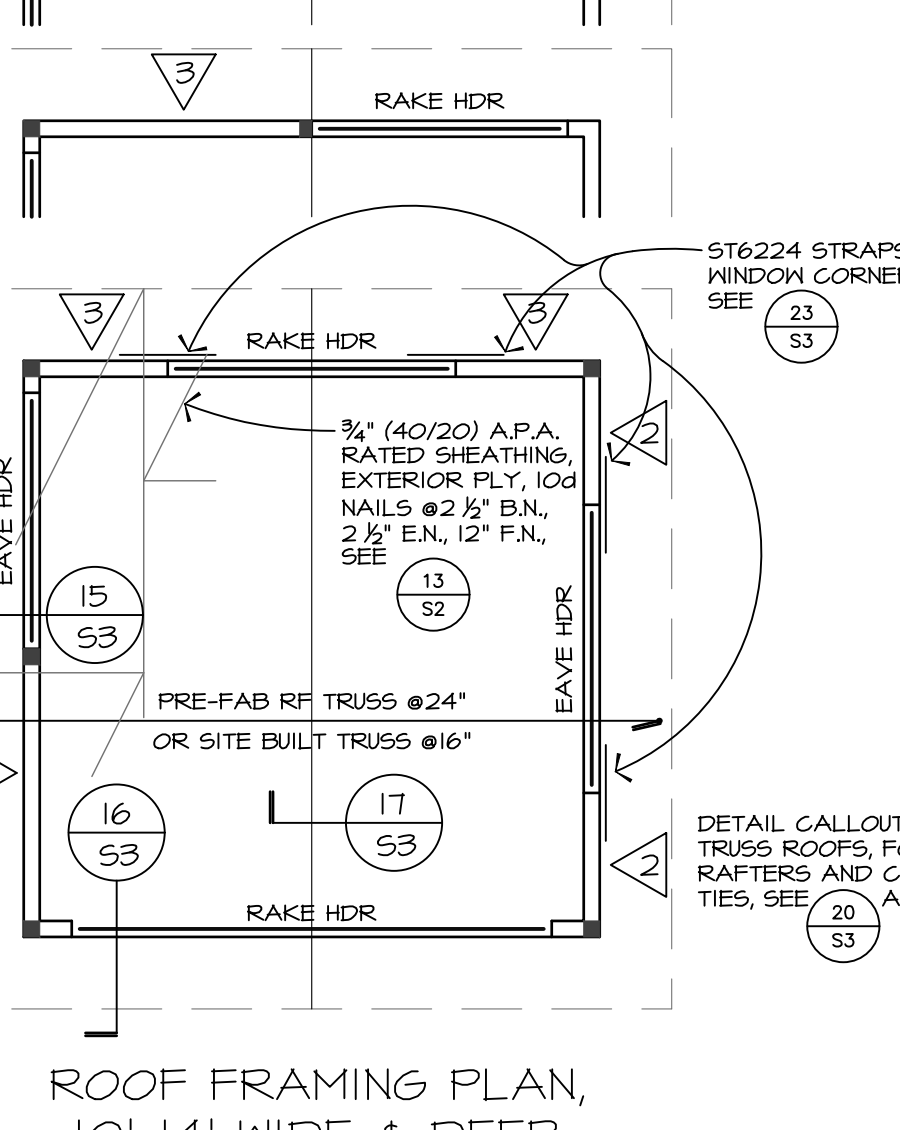 3
RAKE HDR
ST6224 STRAPS
WINDOW
SEE
23
S3
3
3
RAKE HDR
2
¾" (40/20) A.P.A.
RATED SHEATHING,
EXTERIOR PLY, 10d
NAILS @2 ½" B.N.,
2 ½" E.N., 12" F.N.,
SEE
13
S2
EAVE HDR
EAVE HDR
15
S3
PRE-FAB RF TRUSS @24"
OR SITE BUILT TRUSS @16"
16
S3
17
S3
2
DETAIL
TRUSS ROOFS,
RAFTERS AND
TIES, SEE
20
S3
RAKE HDR
ROOF FRAMING PLAN,
WIDE & DEEP